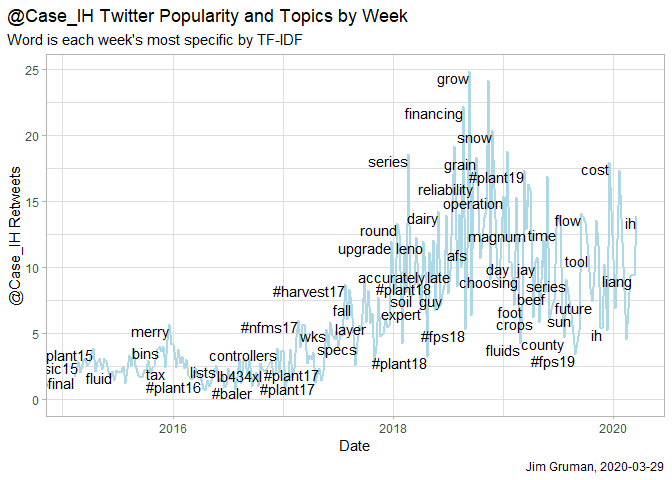 @Case_IH Twitter Popularity and Topics by Week
Word is each week's most specific by TF-IDF
@Case_IH Retweets
25
20
15
10
5
0
grow
financing
snow
series
grain
cost
#plant19
reliability
operation
dairy
flow
ih
round
magnum
time
upgrade
leno
afs
tool
day
jay
accurately
late
choosing
liang
#harvest17
#plant18
series
soil
guy
beef
fall
expert
foot
future
merry
#nfms17
layer
crops
sun
wks
#fps18
ih
plant15
bins
controllers
specs
fluids
county
#plant18
#fps19
sic15
fluid
tax
lists
lb434xl
#plant17
final
#plant16
#baler
#plant17
2016
2018
2020
Date
Jim Gruman, 2020-03-29